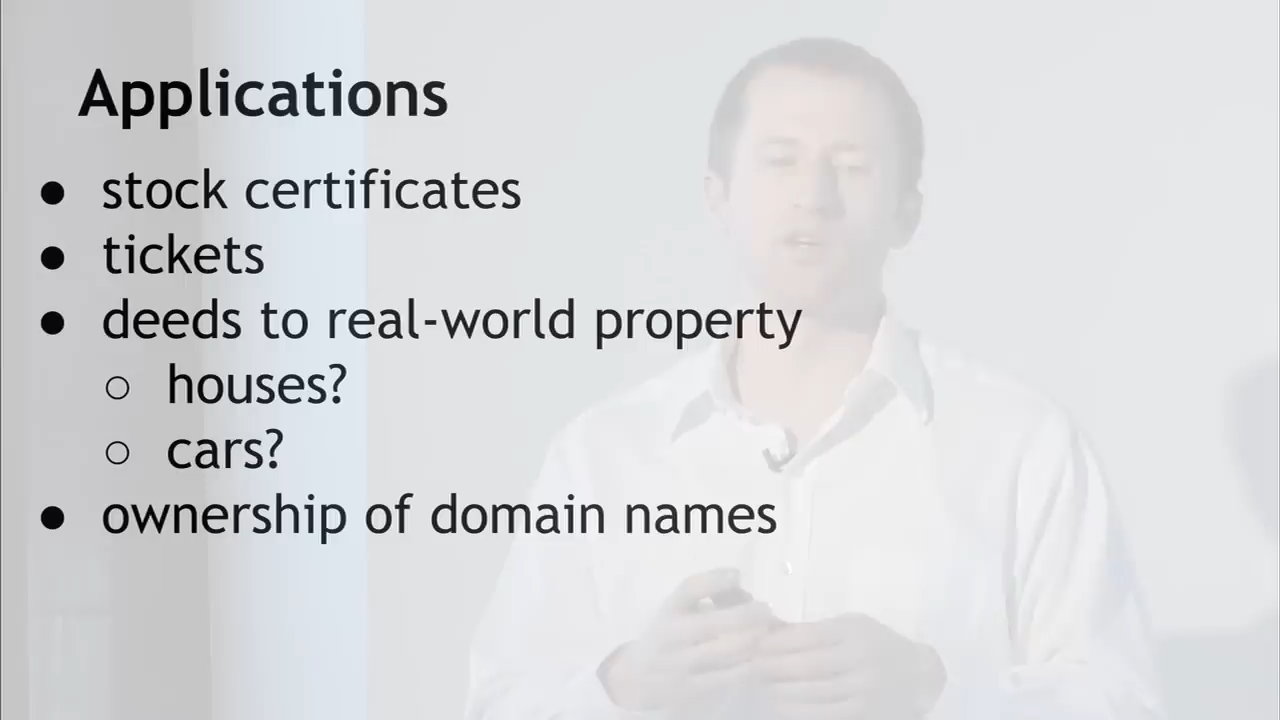 Applications
● stock certificates
● tickets
● deeds to real-world property
○ houses?
○ cars?
● ownership of domain names